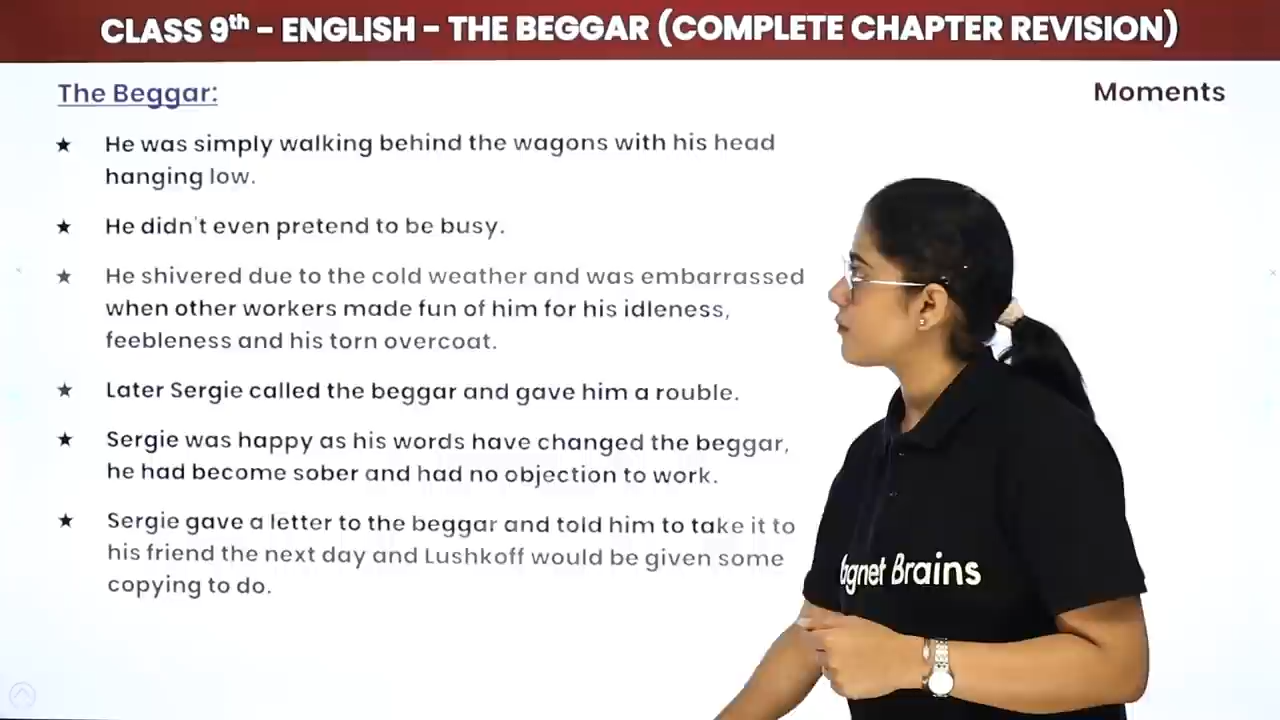 CLASS 9th - ENGLISH - THE BEGGAR (COMPLETE CHAPTER REVISION)
The Beggar:
Moments
★ He was simply walking behind the wagons with his head
hanging low.
★ He didn't even pretend to be busy.
★ He shivered due to the cold weather and was embarrassed
when other workers made fun of him for his idleness,
feebleness and his torn overcoat.
★ Later Sergie called the beggar and gave him a rouble.
★ Sergie was happy as his words have changed the beggar,
he had become sober and had no objection to work.
★ Sergie gave a letter to the beggar and told him to take it to
his friend the next day and Lushkoff would be given some
copying to do.
agnet Brains